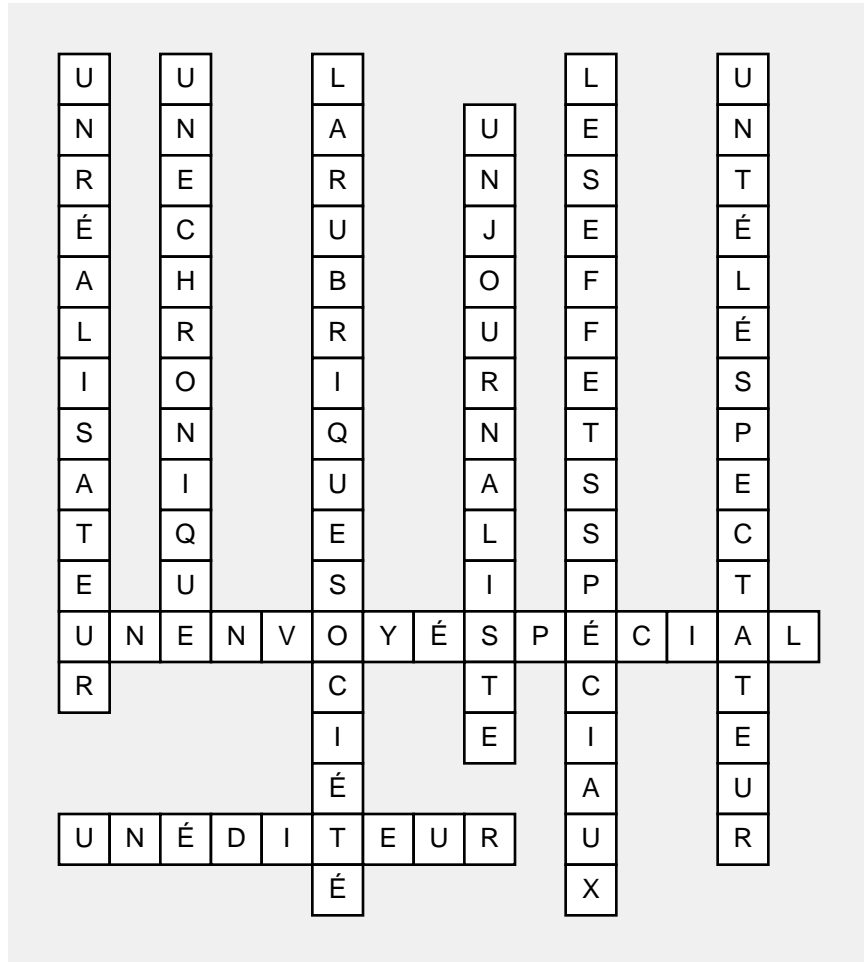 UNRÉALISATEUR
UNECHRONIQUE
LARUBRIQUESOCIÉTÉ
UNJOURNALISTE
LESEFFETSSPÉCIAUX
UNTÉLÉSPECTATEUR
UNENVOYÉSPÉCIAL
UNÉDITEUR